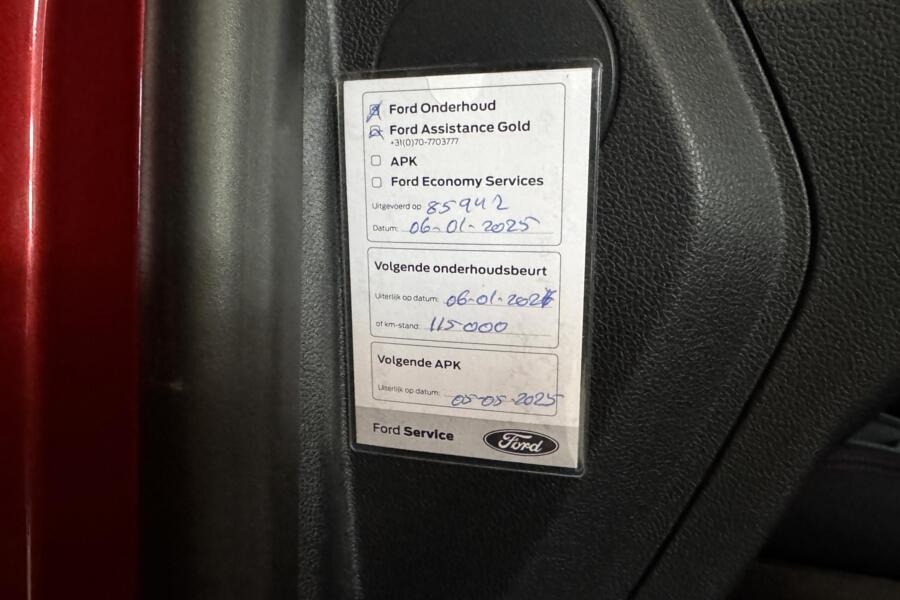 Ford Onderhoud
Ford Assistance Gold
+31(0)70-7703777
APK
Ford Economy Services
Uitgevoerd op 85942
Datum: 06-01-2025
Volgende onderhoudsbeurt
Uiterlijk op datum: 06-01-2026
of km-stand: 115000
Volgende APK
Uiterlijk op datum: 05-05-2025
Ford Service
Ford